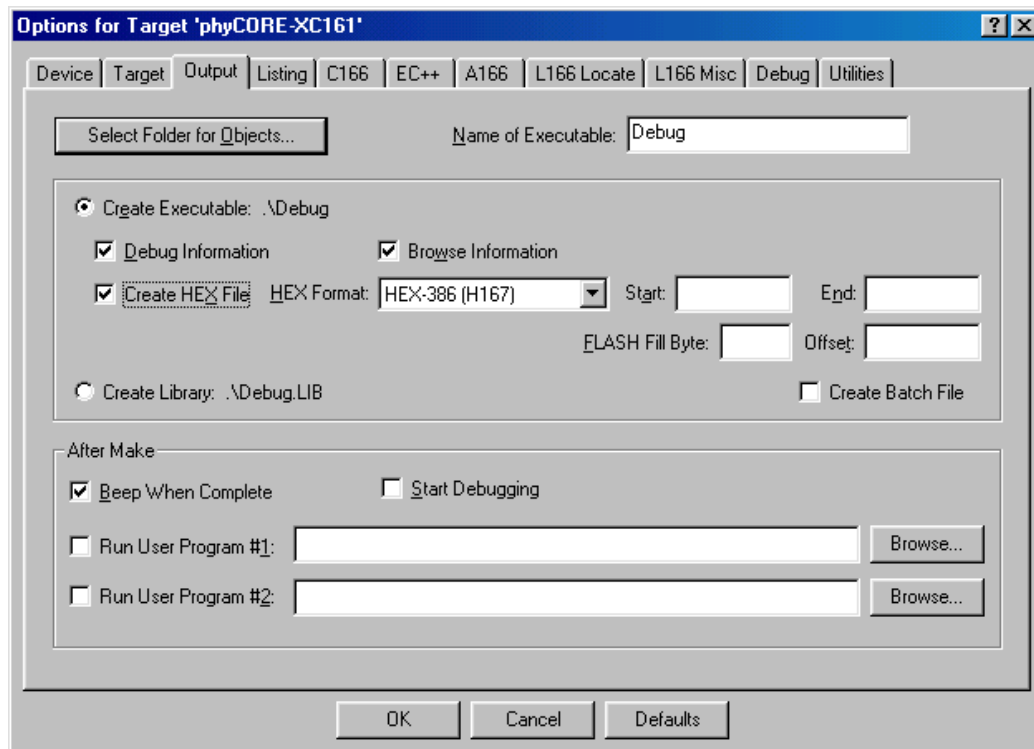 Options for Target 'phyCORE-XC161'
Device Target Output Listing C166 EC++ A166 L166 Locate L166 Misc Debug Utilities
Select Folder for Objects... Name of Executable: Debug
Create Executable: .\Debug
Debug Information Browse Information
Create HEX File HEX Format: HEX-386 (H167) Start: End:
FLASH Fill Byte: Offset:
Create Library: .\Debug.LIB Create Batch File
After Make
Beep When Complete Start Debugging
Run User Program #1: Browse...
Run User Program #2: Browse...
OK Cancel Defaults